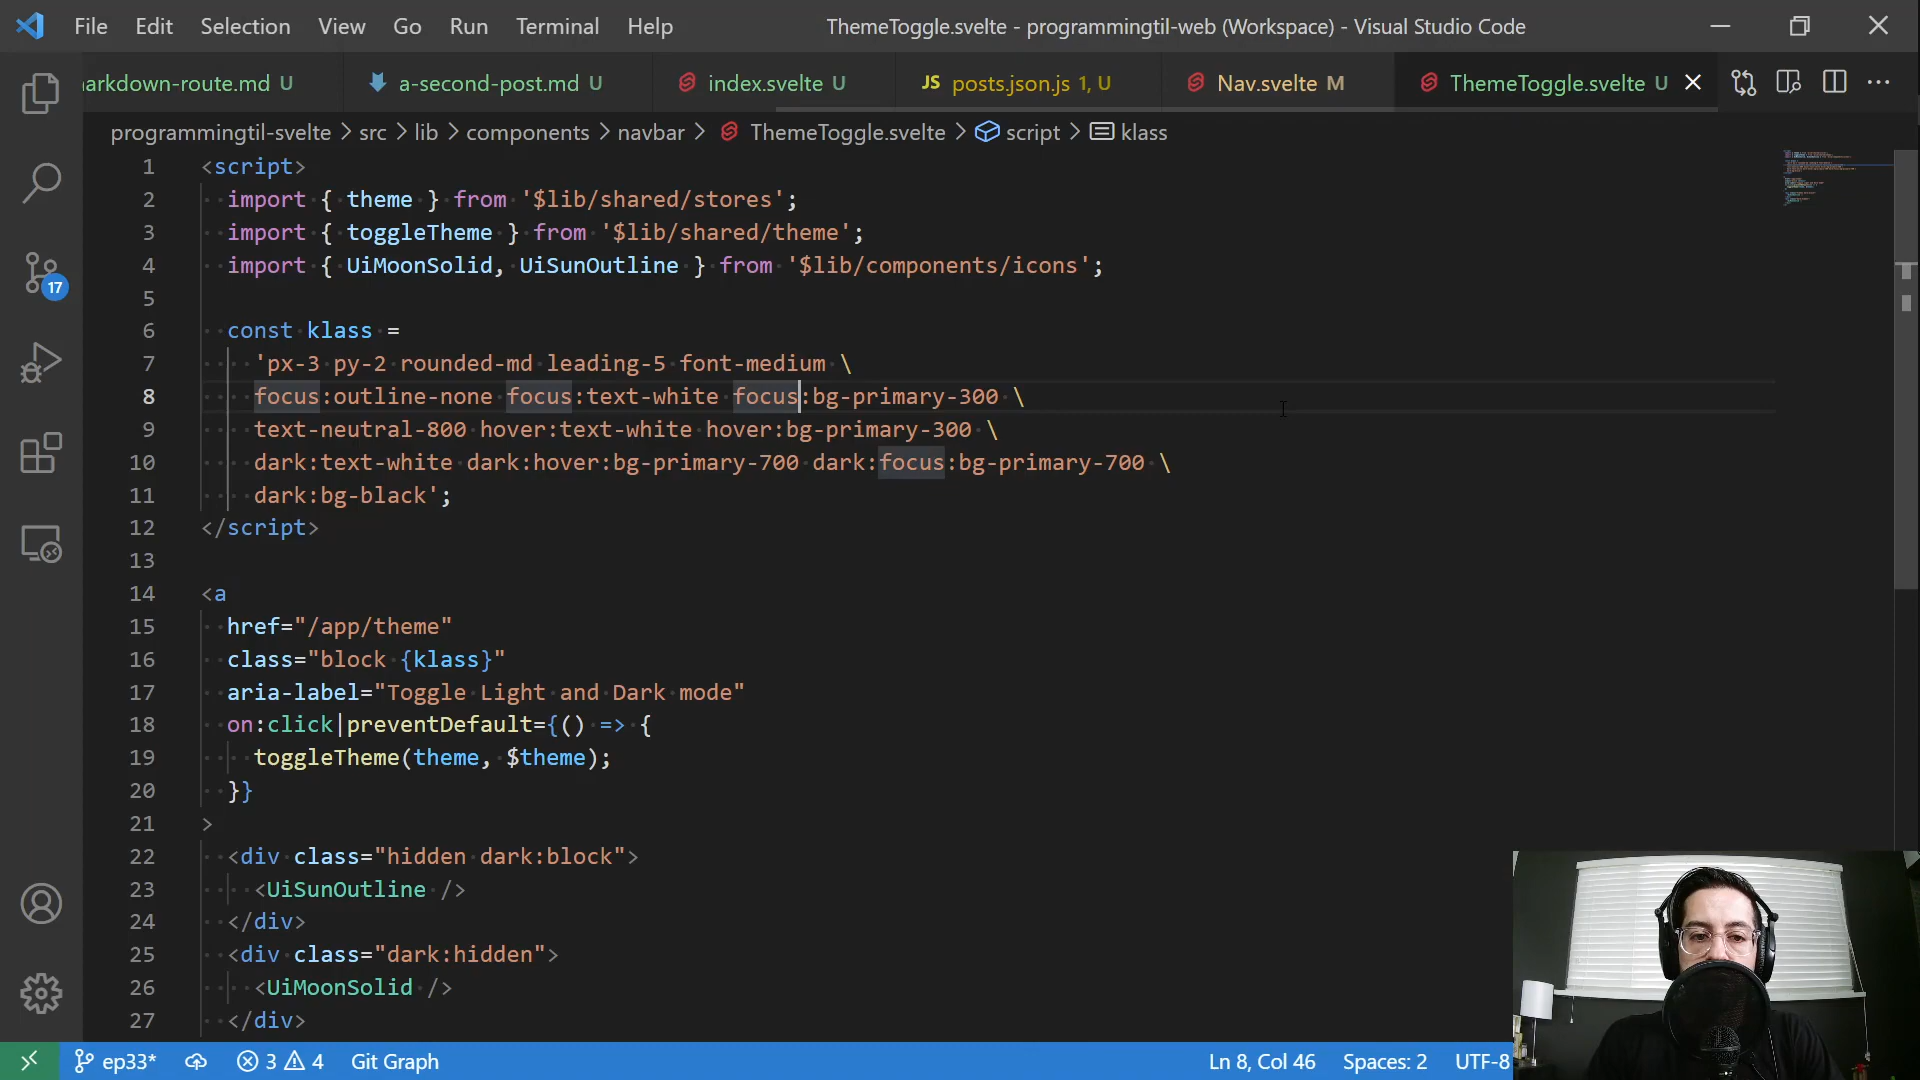 File Edit Selection View Go Run Terminal Help ThemeToggle.svelte - programmingtil-web (Workspace) - Visual Studio Code
arkdown-route.md U a-second-post.md U index.svelte U JS posts.json.js 1, U Nav.svelte M ThemeToggle.svelte U
programmingtil-svelte > src > lib > components > navbar > ThemeToggle.svelte > script > klass
1 <script>
2 import { theme } from '$lib/shared/stores';
3 import { toggleTheme } from '$lib/shared/theme';
4 import { UiMoonSolid, UiSunOutline } from '$lib/components/icons';
5
6 const klass =
7 'px-3 py-2 rounded-md leading-5 font-medium \
8 focus:outline-none focus:text-white focus:bg-primary-300 \
9 text-neutral-800 hover:text-white hover:bg-primary-300 \
10 dark:text-white dark:hover:bg-primary-700 dark:focus:bg-primary-700 \
11 dark:bg-black';
12 </script>
13
14 <a
15 href="/app/theme"
16 class="block {klass}"
17 aria-label="Toggle Light and Dark mode"
18 on:click|preventDefault={() => {
19 toggleTheme(theme, $theme);
20 }}
21 >
22 <div class="hidden dark:block">
23 <UiSunOutline />
24 </div>
25 <div class="dark:hidden">
26 <UiMoonSolid />
27 </div>
17
ep33* 3 4 Git Graph Ln 8, Col 46 Spaces: 2 UTF-8